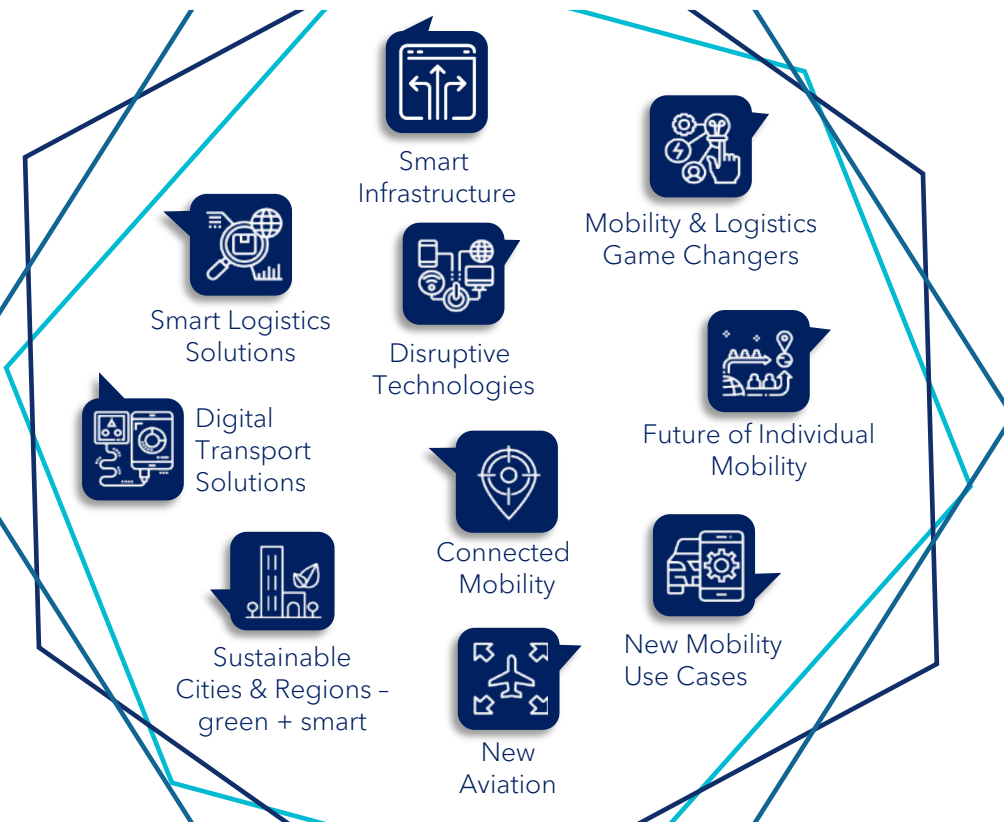 Smart
Infrastructure
Mobility & Logistics
Game Changers
Smart Logistics
Solutions
Disruptive
Technologies
Digital
Transport
Solutions
Future of Individual
Mobility
Connected
Mobility
Sustainable
Cities & Regions –
green + smart
New Mobility
Use Cases
New
Aviation